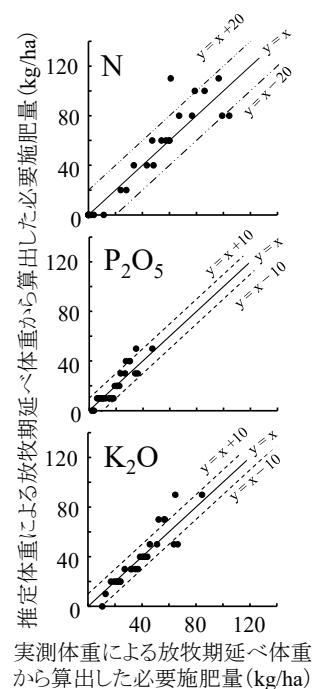 推定体重による放牧期延べ体重から算出した必要施肥量 (kg/ha)
N
y = x+20
y = x
y = x−20
120
80
40
0
P₂O₅
y = x+10
y = x
y = x−10
120
80
40
0
K₂O
y = x+10
y = x
y = x−10
120
80
40
0
40 80 120
実測体重による放牧期延べ体重
から算出した必要施肥量(kg/ha)